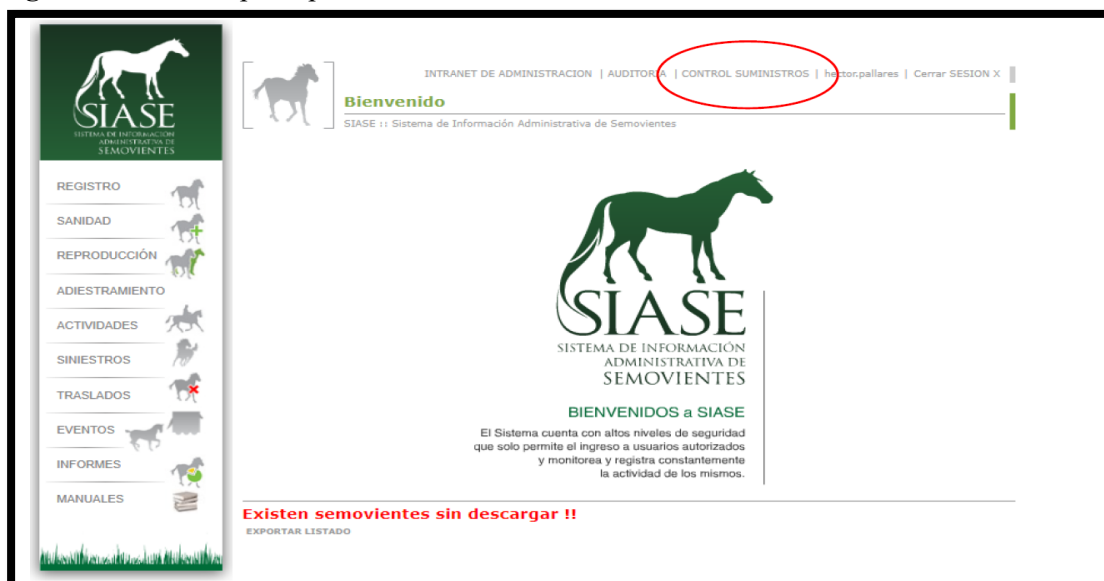 SIASE
SISTEMA DE INFORMACIÓN
ADMINISTRATIVA DE
SEMOVIENTES
INTRANET DE ADMINISTRACION | AUDITORIA | CONTROL SUMINISTROS | hector.pallares | Cerrar SESION X
Bienvenido
SIASE :: Sistema de Información Administrativa de Semovientes
REGISTRO
SANIDAD
REPRODUCCIÓN
ADIESTRAMIENTO
ACTIVIDADES
SINIESTROS
TRASLADOS
EVENTOS
INFORMES
MANUALES
SIASE
SISTEMA DE INFORMACIÓN
ADMINISTRATIVA DE
SEMOVIENTES
BIENVENIDOS a SIASE
El Sistema cuenta con altos niveles de seguridad
que solo permite el ingreso a usuarios autorizados
y monitorea y registra constantemente
la actividad de los mismos.
Existen semovientes sin descargar !!
EXPORTAR LISTADO